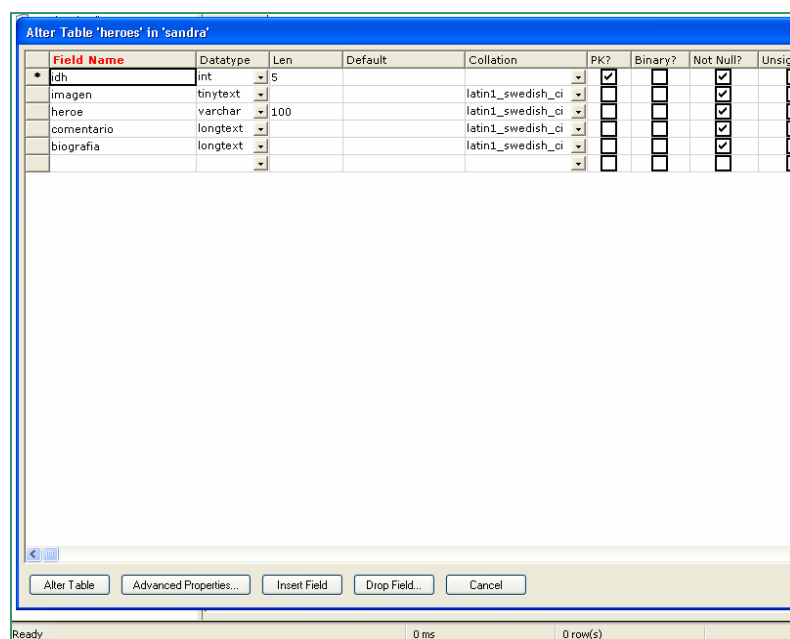 Alter Table 'heroes' in 'sandra'
Field Name Datatype Len Default Collation PK? Binary? Not Null? Unsig
* idh int 5
imagen tinytext latin1_swedish_ci
heroe varchar 100 latin1_swedish_ci
comentario longtext latin1_swedish_ci
biografia longtext latin1_swedish_ci
Alter Table Advanced Properties... Insert Field Drop Field... Cancel
Ready 0 ms 0 row(s)